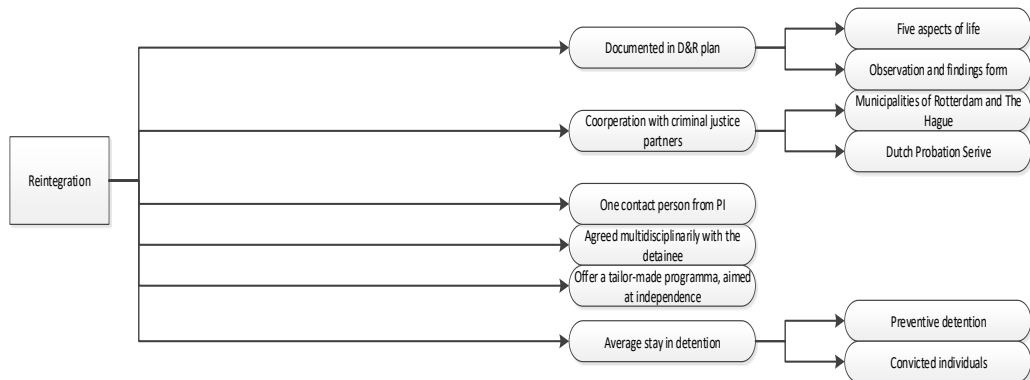 Reintegration
Documented in D&R plan
Five aspects of life
Observation and findings form
Coorperation with criminal justice
partners
Municipalities of Rotterdam and The
Hague
Dutch Probation Serive
One contact person from PI
Agreed multidisciplinarily with the
detainee
Offer a tailor-made programma, aimed
at independence
Average stay in detention
Preventive detention
Convicted individuals